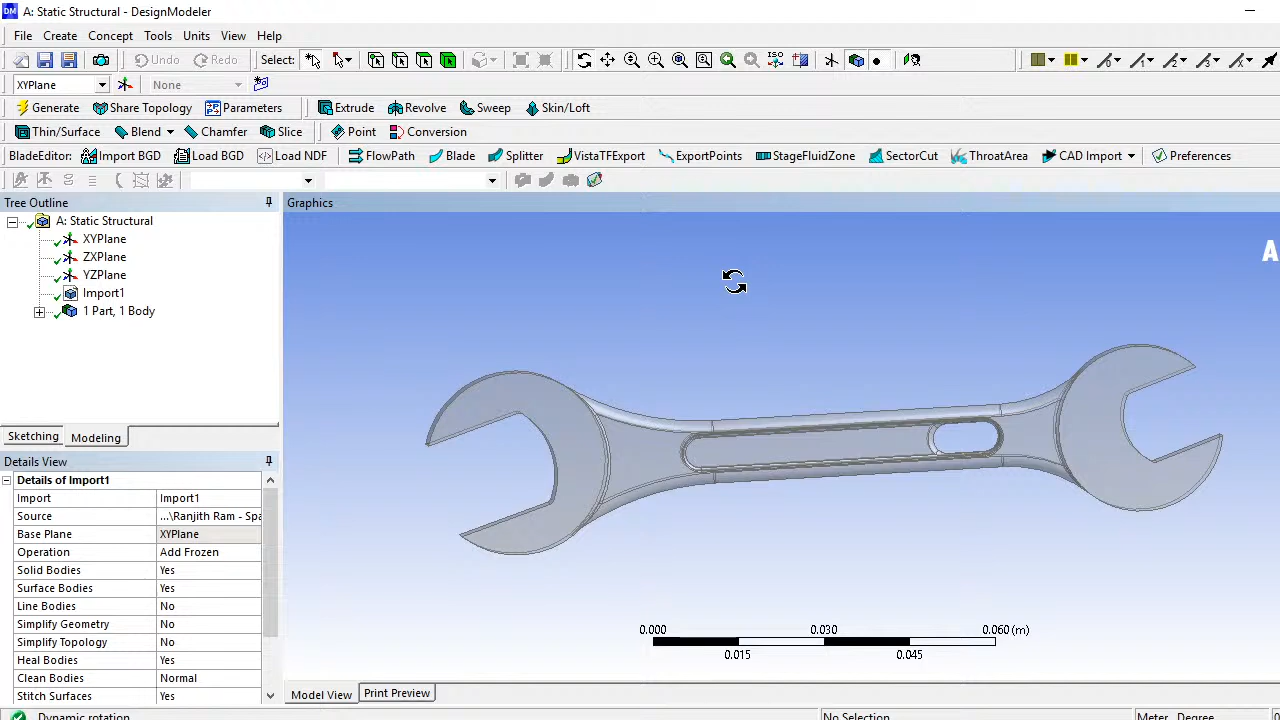 DM A: Static Structural - DesignModeler
File Create Concept Tools Units View Help
Undo Redo Select: ISO
XYPlane None
Generate Share Topology Parameters Extrude Revolve Sweep Skin/Loft
Thin/Surface Blend Chamfer Slice Point Conversion
BladeEditor: Import BGD Load BGD Load NDF FlowPath Blade Splitter VistaTFExport ExportPoints StageFluidZone SectorCut ThroatArea CAD Import Preferences
Tree Outline
Graphics
A: Static Structural
XYPlane
ZXPlane
YZPlane
Import1
1 Part, 1 Body
A
Sketching Modeling
Details View
Details of Import1
Import Import1
Source ...\Ranjith Ram - Spa
Base Plane XYPlane
Operation Add Frozen
Solid Bodies Yes
Surface Bodies Yes
Line Bodies No
Simplify Geometry No
Simplify Topology No
Heal Bodies Yes
Clean Bodies Normal
Stitch Surfaces Yes
0.000 0.030 0.060 (m)
0.015 0.045
Model View Print Preview
Dynamic rotation No Selection Meter Degree